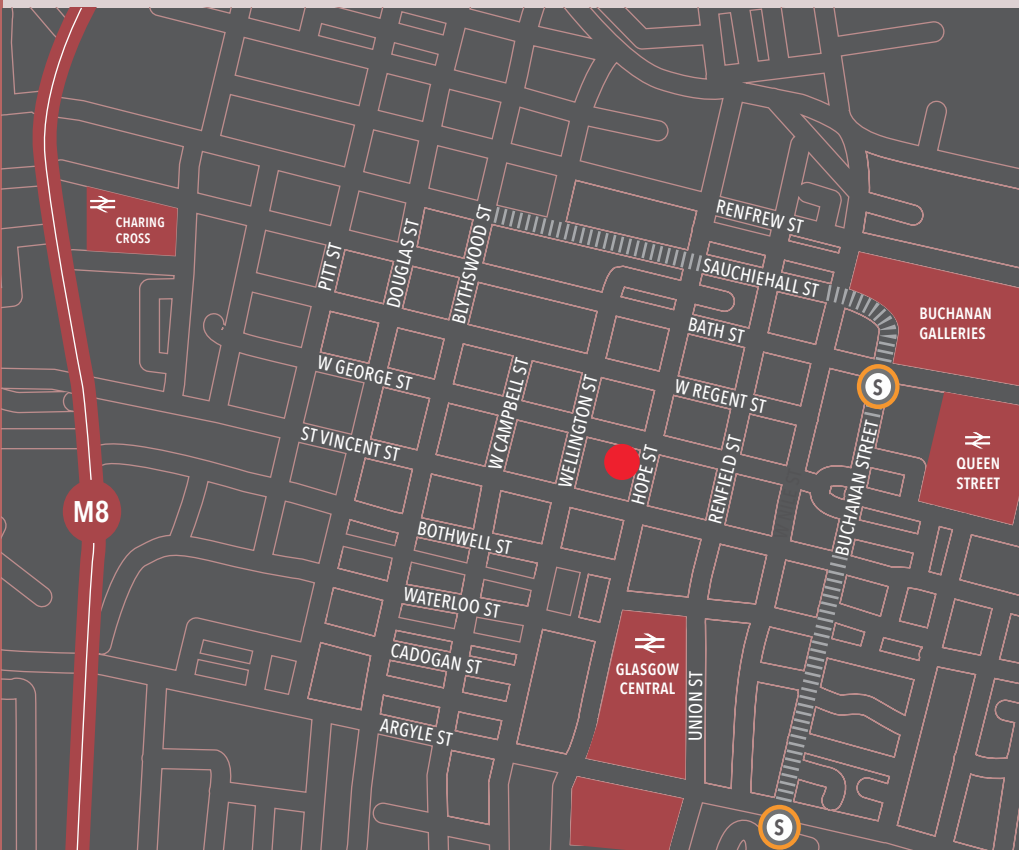 RENFREW ST
CHARING
CROSS
PITT ST
DOUGLAS ST
BLYTHSWOOD ST
SAUCHIEHALL ST
BUCHANAN
GALLERIES
BATH ST
W GEORGE ST
W CAMPBELL ST
WELLINGTON ST
W REGENT ST
S
ST VINCENT ST
HOPE ST
RENFIELD ST
BUCHANAN STREET
QUEEN
STREET
M8
BOTHWELL ST
WATERLOO ST
CADOGAN ST
GLASGOW
CENTRAL
UNION ST
ARGYLE ST
S